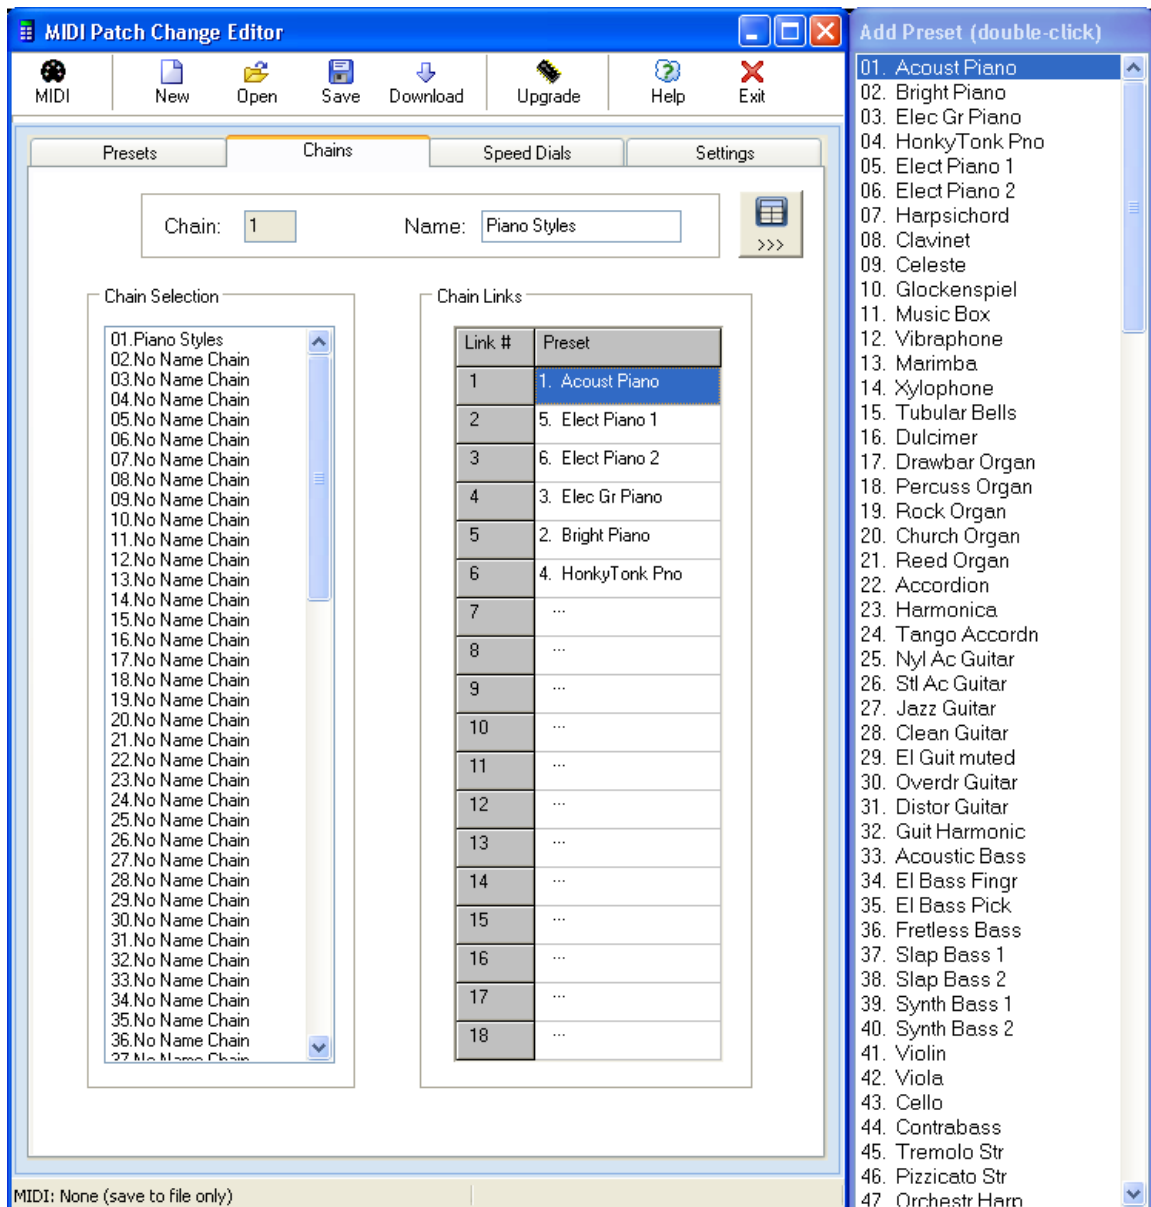 MIDI Patch Change Editor
MIDI New Open Save Download Upgrade Help Exit
Presets Chains Speed Dials Settings
Chain: 1 Name: Piano Styles
>>>
Chain Selection
01.Piano Styles
02.No Name Chain
03.No Name Chain
04.No Name Chain
05.No Name Chain
06.No Name Chain
07.No Name Chain
08.No Name Chain
09.No Name Chain
10.No Name Chain
11.No Name Chain
12.No Name Chain
13.No Name Chain
14.No Name Chain
15.No Name Chain
16.No Name Chain
17.No Name Chain
18.No Name Chain
19.No Name Chain
20.No Name Chain
21.No Name Chain
22.No Name Chain
23.No Name Chain
24.No Name Chain
25.No Name Chain
26.No Name Chain
27.No Name Chain
28.No Name Chain
29.No Name Chain
30.No Name Chain
31.No Name Chain
32.No Name Chain
33.No Name Chain
34.No Name Chain
35.No Name Chain
36.No Name Chain
37.No Name Chain
Chain Links
Link # Preset
1 1. Acoust Piano
2 5. Elect Piano 1
3 6. Elect Piano 2
4 3. Elec Gr Piano
5 2. Bright Piano
6 4. HonkyTonk Pno
7 ...
8 ...
9 ...
10 ...
11 ...
12 ...
13 ...
14 ...
15 ...
16 ...
17 ...
18 ...
MIDI: None (save to file only)
Add Preset (double-click)
01. Acoust Piano
02. Bright Piano
03. Elec Gr Piano
04. HonkyTonk Pno
05. Elect Piano 1
06. Elect Piano 2
07. Harpsichord
08. Clavinet
09. Celeste
10. Glockenspiel
11. Music Box
12. Vibraphone
13. Marimba
14. Xylophone
15. Tubular Bells
16. Dulcimer
17. Drawbar Organ
18. Percuss Organ
19. Rock Organ
20. Church Organ
21. Reed Organ
22. Accordion
23. Harmonica
24. Tango Accordn
25. Nyl Ac Guitar
26. Stl Ac Guitar
27. Jazz Guitar
28. Clean Guitar
29. El Guit muted
30. Overdr Guitar
31. Distor Guitar
32. Guit Harmonic
33. Acoustic Bass
34. El Bass Fingr
35. El Bass Pick
36. Fretless Bass
37. Slap Bass 1
38. Slap Bass 2
39. Synth Bass 1
40. Synth Bass 2
41. Violin
42. Viola
43. Cello
44. Contrabass
45. Tremolo Str
46. Pizzicato Str
47. Orchestr Harp